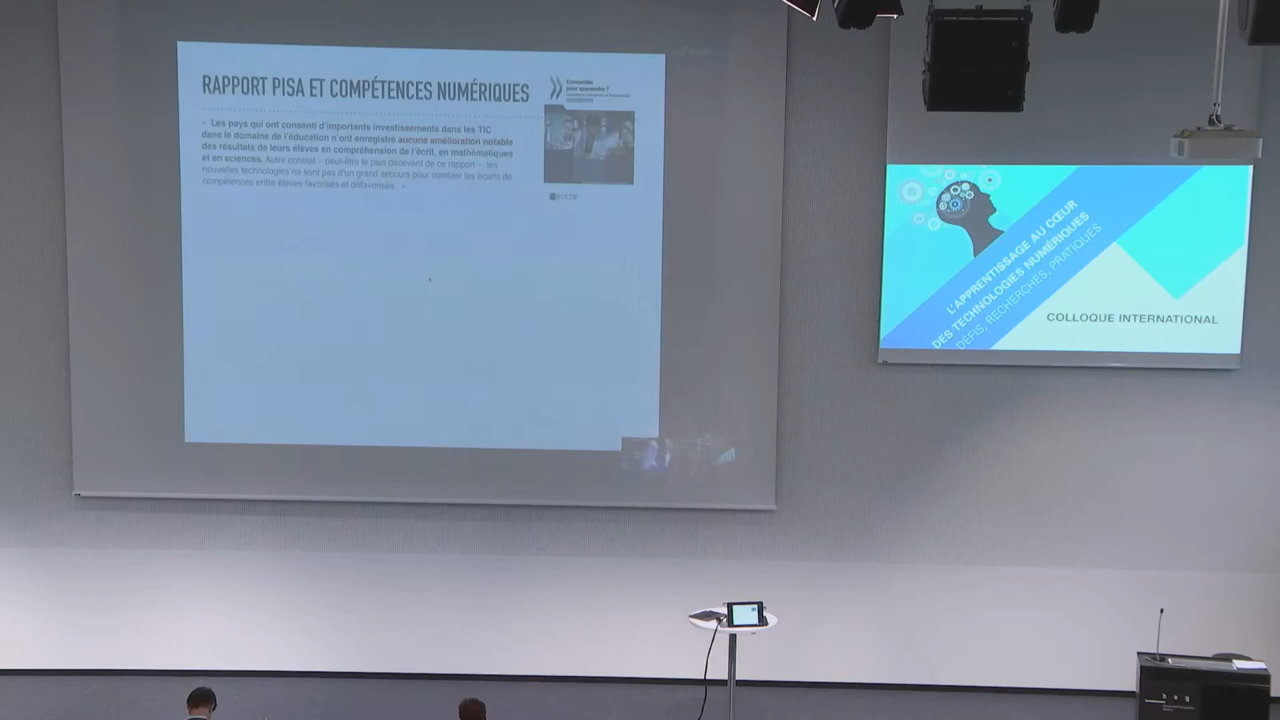 RAPPORT PISA ET COMPÉTENCES NUMÉRIQUES
« Les pays qui ont consenti d'importants investissements dans les TIC
dans le domaine de l'éducation n'ont enregistré aucune amélioration notable
des résultats de leurs élèves en compréhension de l'écrit, en mathématiques
et en sciences. Autre constat – peut-être le plus décevant de ce rapport –, les
nouvelles technologies ne sont pas d'un grand secours pour combler les écarts de
compétences entre élèves favorisés et défavorisés. »
Connectés
pour apprendre ?
OCDE
L'APPRENTISSAGE AU CŒUR
DES TECHNOLOGIES NUMÉRIQUES
DÉFIS, RECHERCHES, PRATIQUES
COLLOQUE INTERNATIONAL